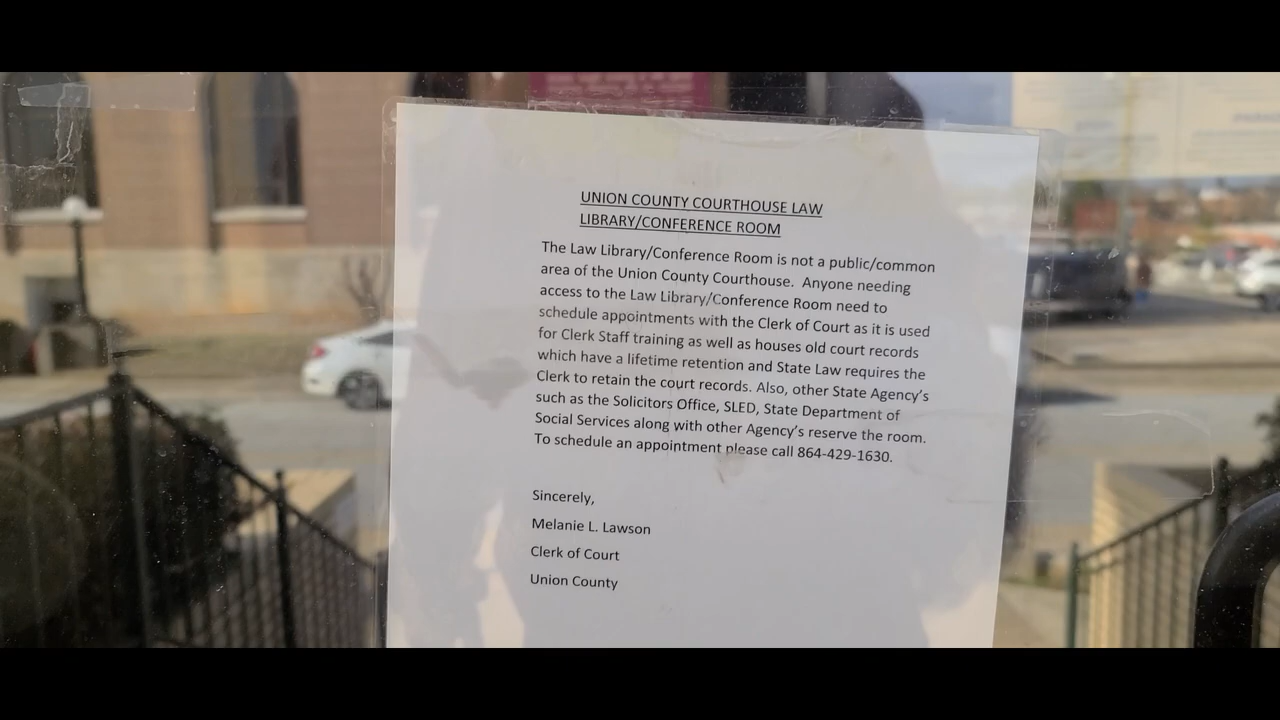 UNION COUNTY COURTHOUSE LAW
LIBRARY/CONFERENCE ROOM
The Law Library/Conference Room is not a public/common
area of the Union County Courthouse.  Anyone needing
access to the Law Library/Conference Room need to
schedule appointments with the Clerk of Court as it is used
for Clerk Staff training as well as houses old court records
which have a lifetime retention and State Law requires the
Clerk to retain the court records. Also, other State Agency's
such as the Solicitors Office, SLED, State Department of
Social Services along with other Agency's reserve the room.
To schedule an appointment please call 864-429-1630.
Sincerely,
Melanie L. Lawson
Clerk of Court
Union County